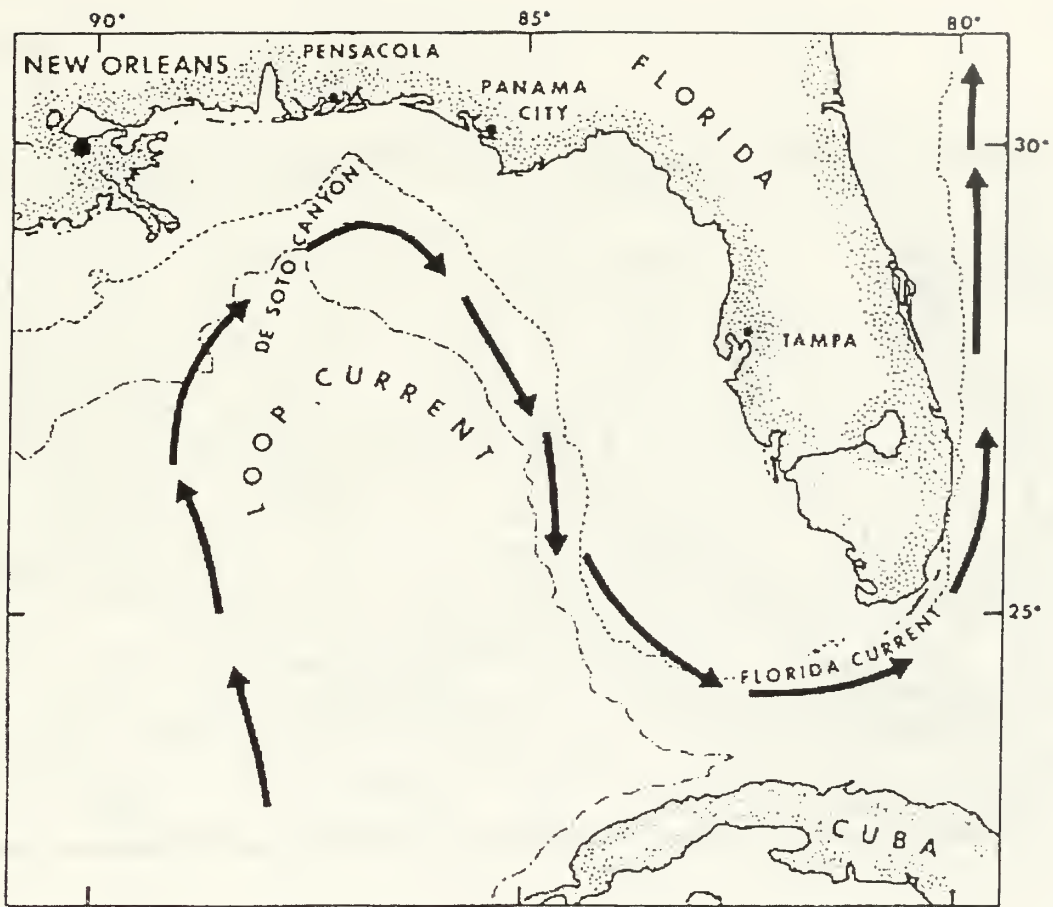 90° 85° 80°
NEW ORLEANS
PENSACOLA
PANAMA
CITY
FLORIDA
30°
DE SOTO CANYON
TAMPA
LOOP CURRENT
25°
FLORIDA CURRENT
CUBA